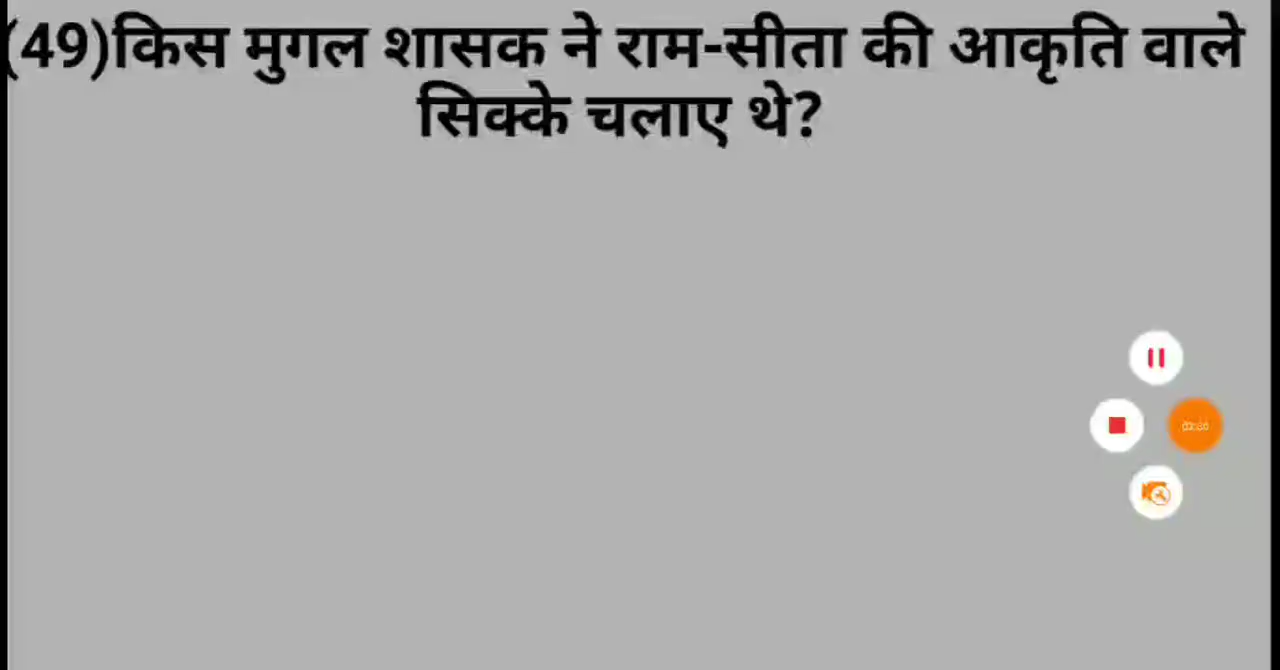 (49)किस मुगल शासक ने राम-सीता की आकृति वाले
सिक्के चलाए थे?